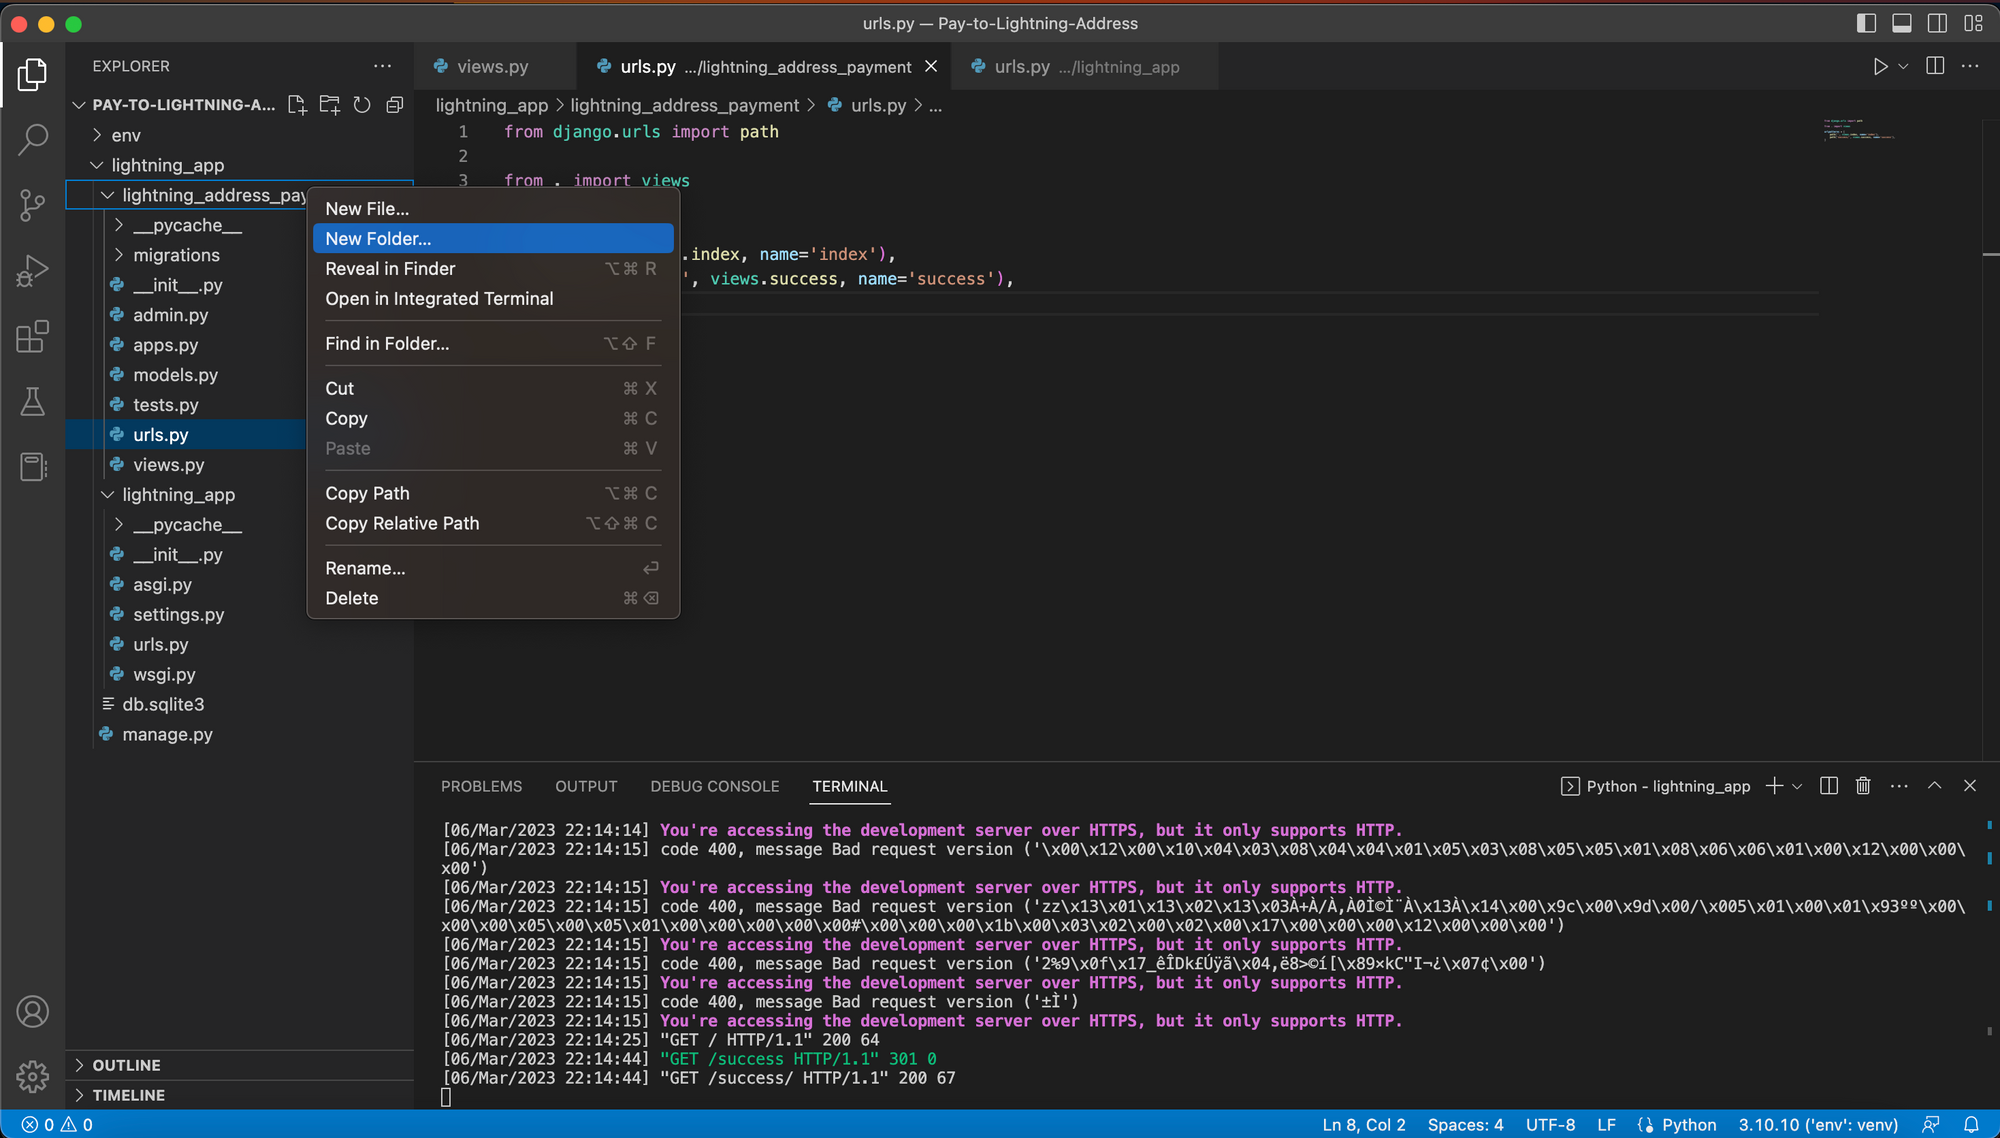 urls.py — Pay-to-Lightning-Address
EXPLORER
views.py
urls.py .../lightning_address_payment
urls.py .../lightning_app
PAY-TO-LIGHTNING-A...
lightning_app > lightning_address_payment > urls.py > ...
env
lightning_app
lightning_address_pay
__pycache__
migrations
__init__.py
admin.py
apps.py
models.py
tests.py
urls.py
views.py
lightning_app
__pycache__
__init__.py
asgi.py
settings.py
urls.py
wsgi.py
db.sqlite3
manage.py
OUTLINE
TIMELINE
1 from django.urls import path
2
3 from . import views
.index, name='index'),
', views.success, name='success'),
New File...
New Folder...
Reveal in Finder ⌥⌘ R
Open in Integrated Terminal
Find in Folder... ⌥⇧ F
Cut ⌘ X
Copy ⌘ C
Paste ⌘ V
Copy Path ⌥⌘ C
Copy Relative Path ⌥⇧⌘ C
Rename... ⏎
Delete ⌘⌫
PROBLEMS OUTPUT DEBUG CONSOLE TERMINAL
Python - lightning_app
[06/Mar/2023 22:14:14] You're accessing the development server over HTTPS, but it only supports HTTP.
[06/Mar/2023 22:14:15] code 400, message Bad request version ('\x00\x12\x00\x10\x04\x03\x08\x04\x04\x01\x05\x03\x08\x05\x05\x01\x08\x06\x06\x01\x00\x12\x00\x00\
x00')
[06/Mar/2023 22:14:15] You're accessing the development server over HTTPS, but it only supports HTTP.
[06/Mar/2023 22:14:15] code 400, message Bad request version ('zz\x13\x01\x13\x02\x13\x03À+À/À,À0Ì©Ì¨À\x13À\x14\x00\x9c\x00\x9d\x00/\x005\x01\x00\x01\x93ºº\x00\
x00\x00\x05\x00\x05\x01\x00\x00\x00\x00\x00#\x00\x00\x00\x1b\x00\x03\x02\x00\x02\x00\x17\x00\x00\x00\x12\x00\x00\x00')
[06/Mar/2023 22:14:15] You're accessing the development server over HTTPS, but it only supports HTTP.
[06/Mar/2023 22:14:15] code 400, message Bad request version ('2%9\x0f\x17_êÎDk£Úÿã\x04,ë8>©í[\x89×kC"I¬¿\x07¢\x00')
[06/Mar/2023 22:14:15] You're accessing the development server over HTTPS, but it only supports HTTP.
[06/Mar/2023 22:14:15] code 400, message Bad request version ('±Ì')
[06/Mar/2023 22:14:15] You're accessing the development server over HTTPS, but it only supports HTTP.
[06/Mar/2023 22:14:25] "GET / HTTP/1.1" 200 64
[06/Mar/2023 22:14:44] "GET /success HTTP/1.1" 301 0
[06/Mar/2023 22:14:44] "GET /success/ HTTP/1.1" 200 67
0 0
Ln 8, Col 2 Spaces: 4 UTF-8 LF Python 3.10.10 ('env': venv)